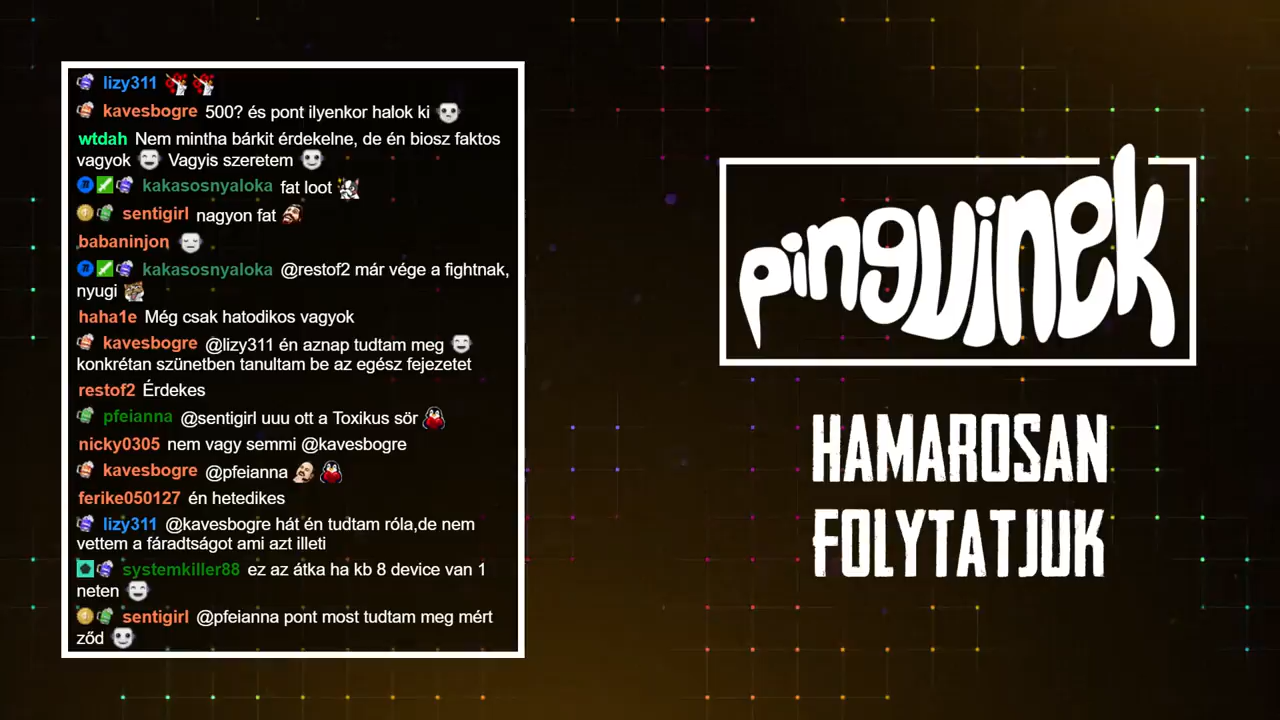 lizy311
kavesbogre 500? és pont ilyenkor halok ki
wtdah Nem mintha bárkit érdekelne, de én biosz faktos
vagyok Vagyis szeretem
kakasosnyaloka fat loot
sentigirl nagyon fat
babaninjon
kakasosnyaloka @restof2 már vége a fightnak,
nyugi
haha1e Még csak hatodikos vagyok
kavesbogre @lizy311 én aznap tudtam meg
konkrétan szünetben tanultam be az egész fejezetet
restof2 Érdekes
pfeianna @sentigirl uuu ott a Toxikus sör
nicky0305 nem vagy semmi @kavesbogre
kavesbogre @pfeianna
ferike050127 én hetedikes
lizy311 @kavesbogre hát én tudtam róla,de nem
vettem a fáradtságot ami azt illeti
systemkiller88 ez az átka ha kb 8 device van 1
neten
sentigirl @pfeianna pont most tudtam meg mért
ződ
pingvinek
HAMAROSAN
FOLYTATJUK